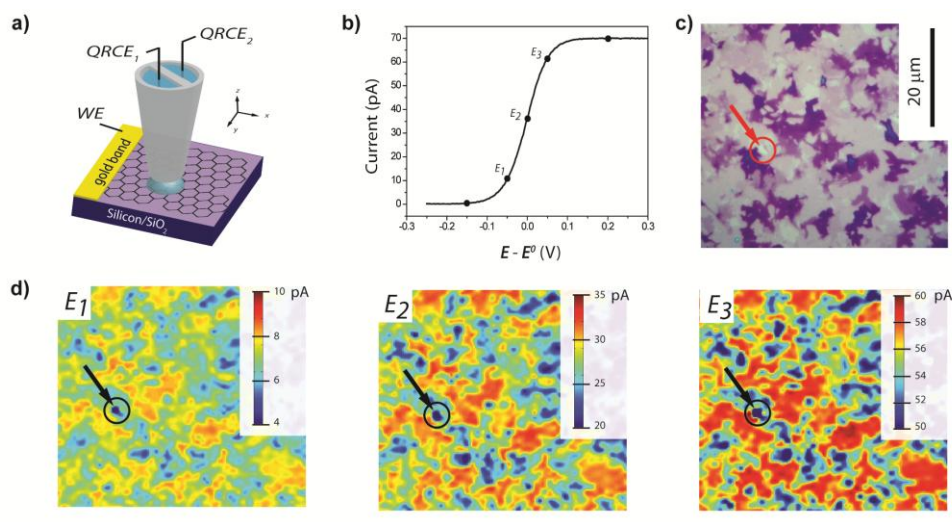 a)
QRCE1
QRCE2
WE
gold band
Silicon/SiO2
z
x
y
b)
Current (pA)
70
60
50
40
30
20
10
0
E1
E2
E3
-0.3
-0.2
-0.1
0.0
0.1
0.2
0.3
E - E⁰ (V)
c)
20 μm
d)
E1
10 pA
8
6
4
E2
35 pA
30
25
20
E3
60 pA
58
56
54
52
50